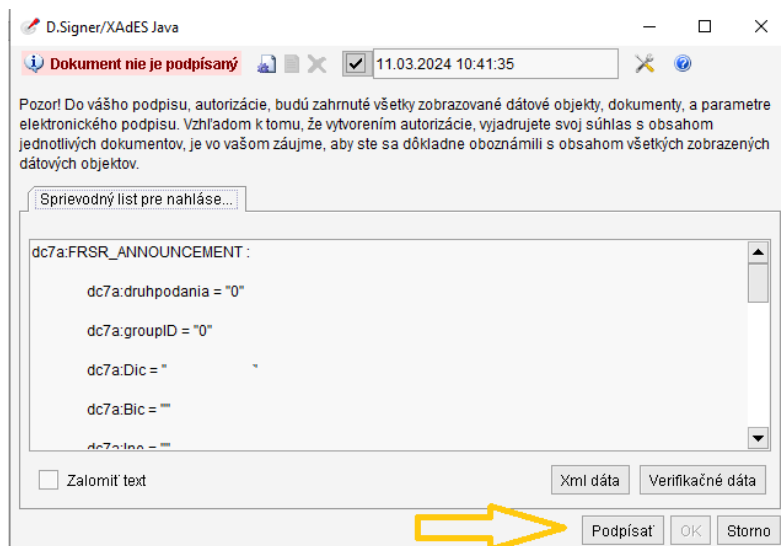 D.Signer/XAdES Java
Dokument nie je podpísaný
11.03.2024 10:41:35
Pozor! Do vášho podpisu, autorizácie, budú zahrnuté všetky zobrazované dátové objekty, dokumenty, a parametre
elektronického podpisu. Vzhľadom k tomu, že vytvorením autorizácie, vyjadrujete svoj súhlas s obsahom
jednotlivých dokumentov, je vo vašom záujme, aby ste sa dôkladne oboznámili s obsahom všetkých zobrazených
dátových objektov.
Sprievodný list pre nahláse...
dc7a:FRSR_ANNOUNCEMENT :
dc7a:druhpodania = "0"
dc7a:groupID = "0"
dc7a:Dic = "
dc7a:Bic = ""
dc7a:Ino = ""
Zalomiť text
Xml dáta
Verifikačné dáta
Podpísať
OK
Storno